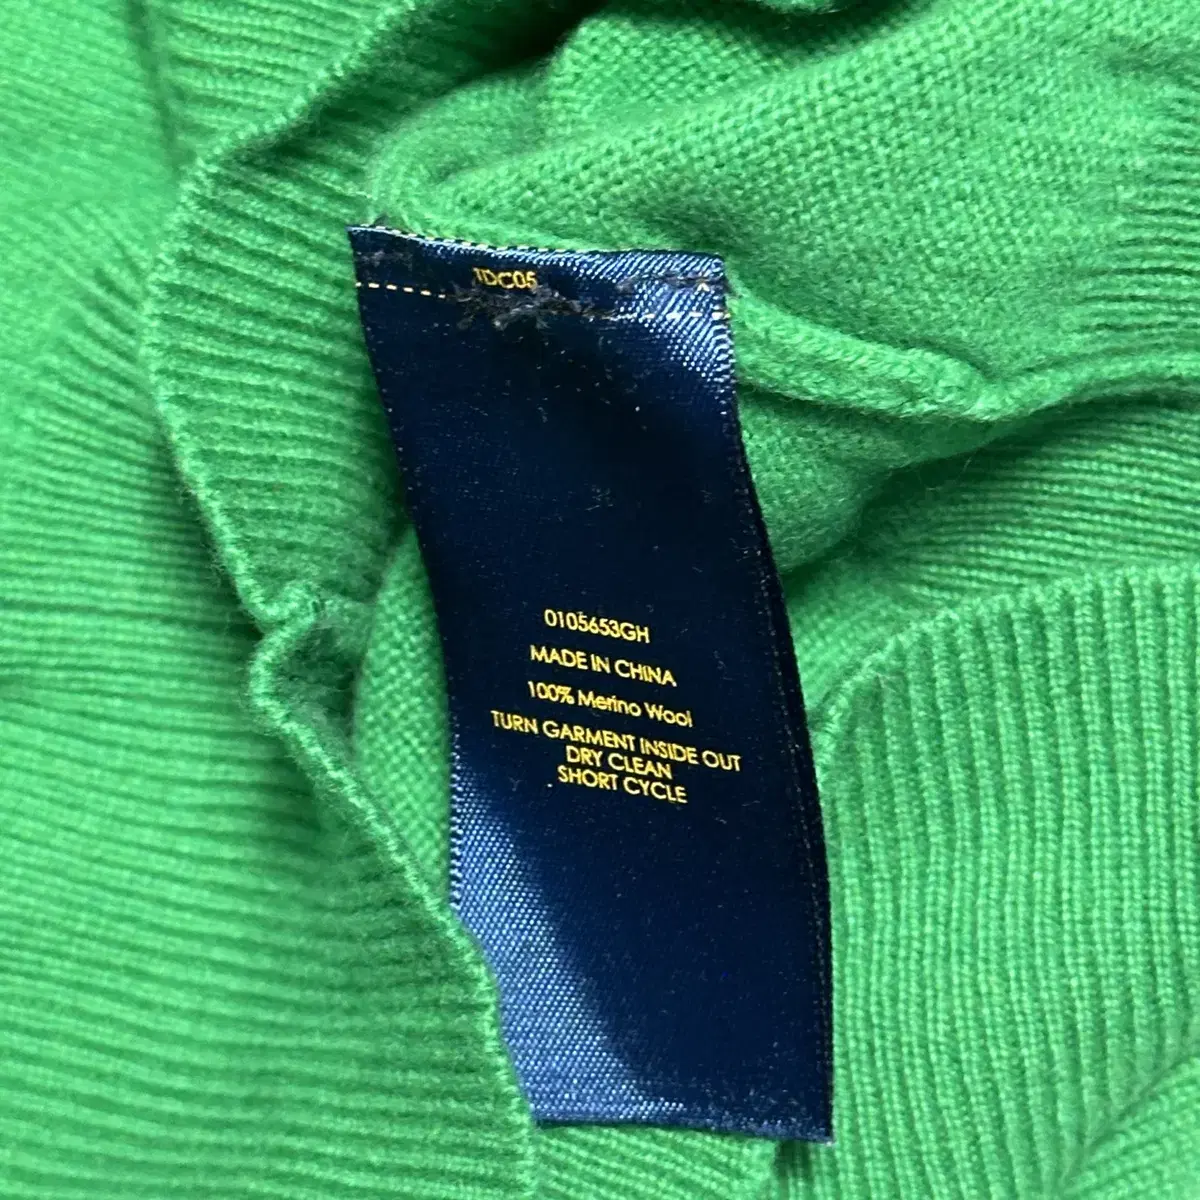 TDC05
0105653GH
MADE IN CHINA
100% Merino Wool
TURN GARMENT INSIDE OUT
DRY CLEAN
SHORT CYCLE